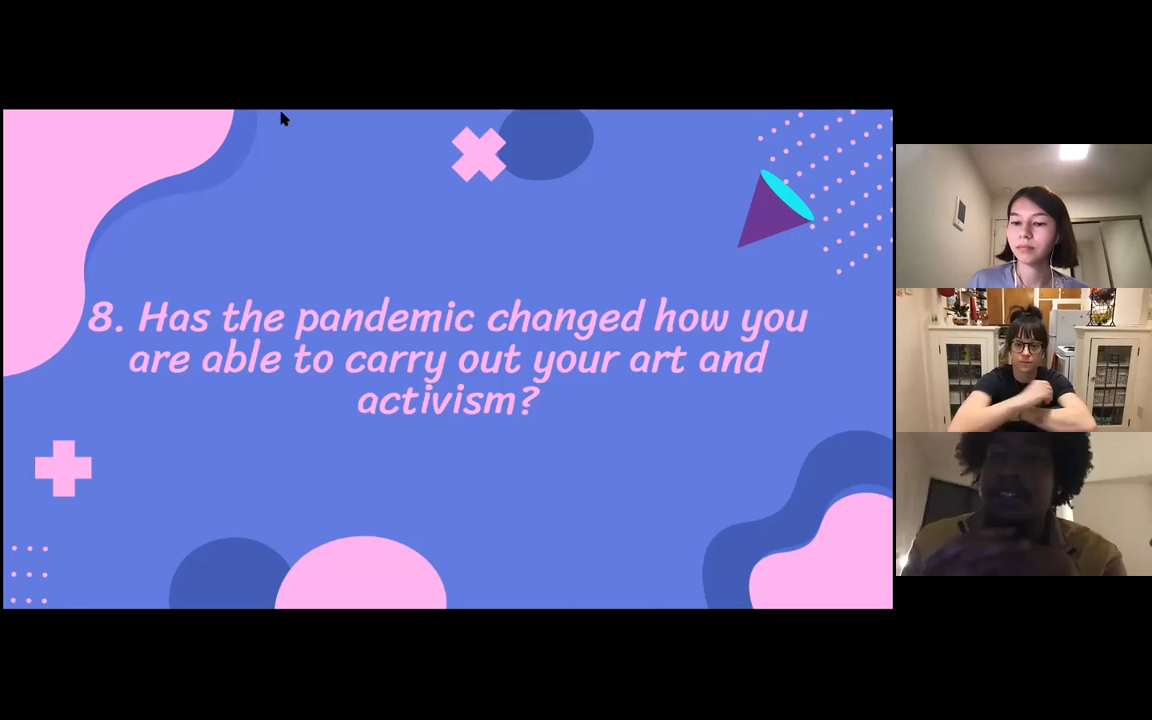 8. Has the pandemic changed how you
are able to carry out your art and
activism?